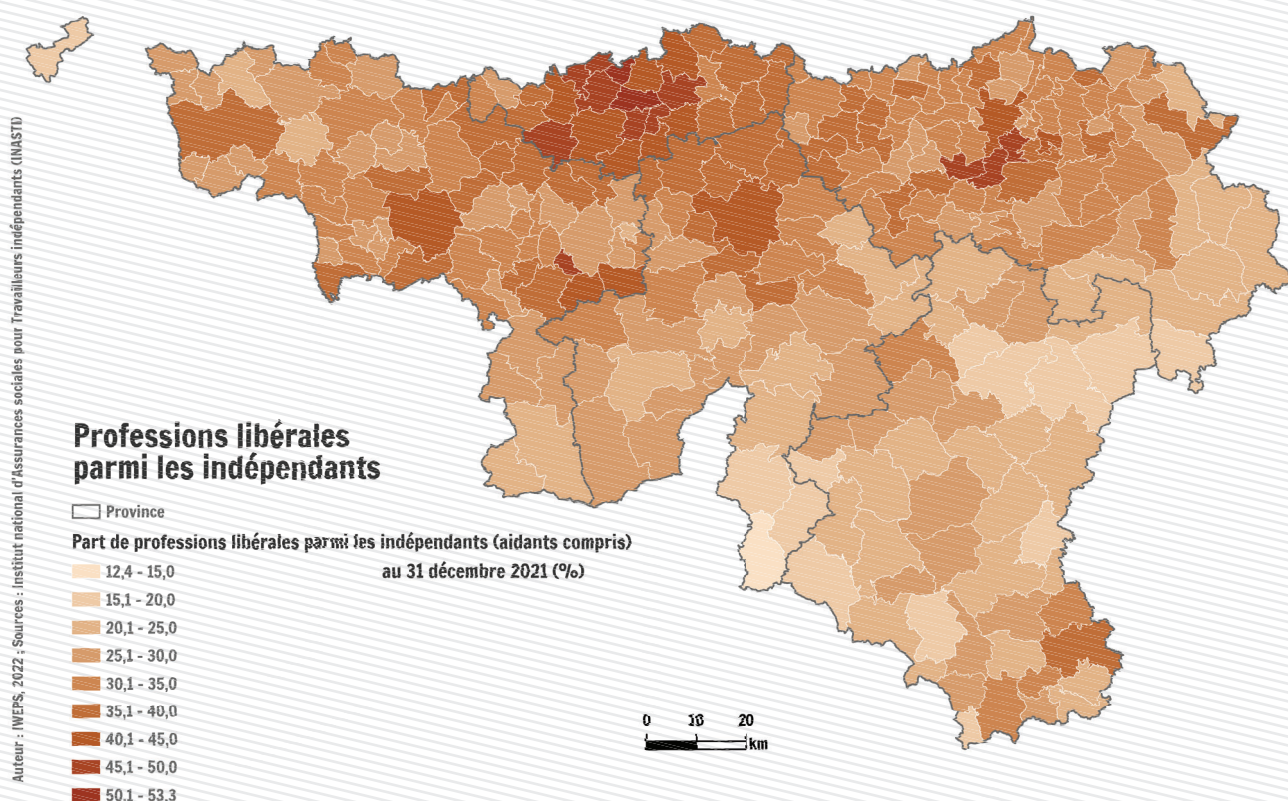 Auteur : IWEPS, 2022 ; Sources : Institut national d'Assurances sociales pour Travailleurs indépendants (INASTI)
Professions libérales
parmi les indépendants
Province
Part de professions libérales parmi les indépendants (aidants compris)
au 31 décembre 2021 (%)
12,4 - 15,0
15,1 - 20,0
20,1 - 25,0
25,1 - 30,0
30,1 - 35,0
35,1 - 40,0
40,1 - 45,0
45,1 - 50,0
50,1 - 53,3
0 10 20
km